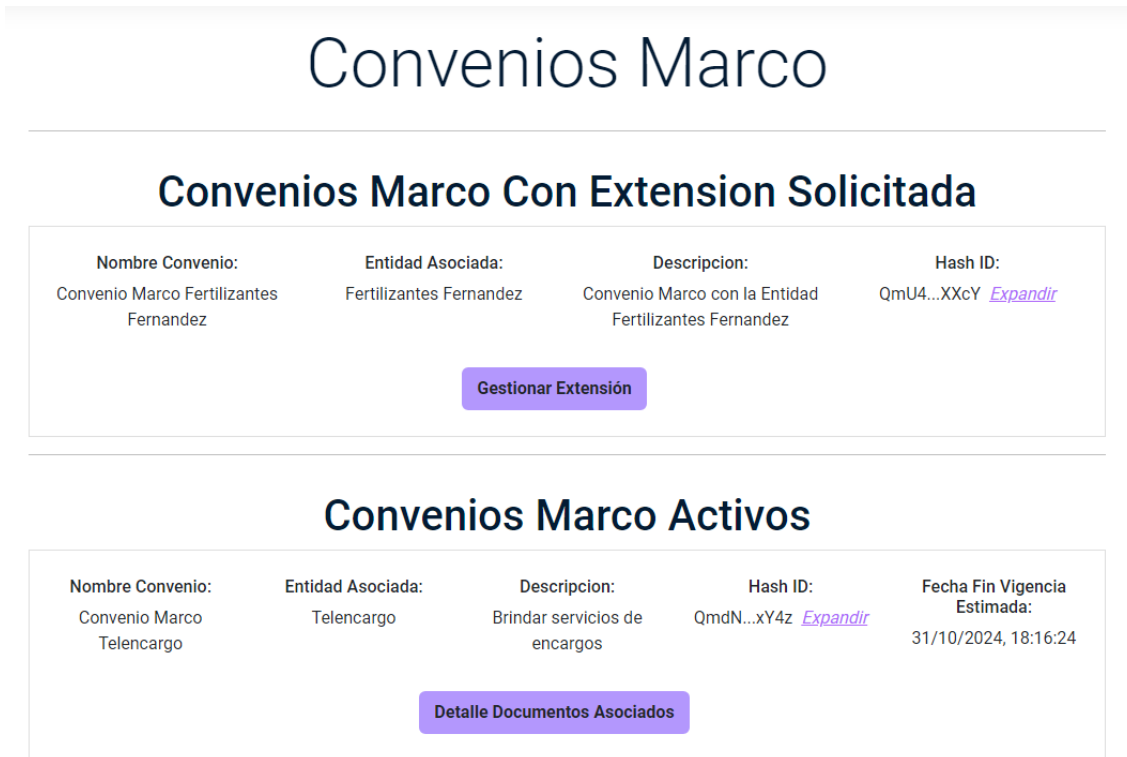 Convenios Marco
Convenios Marco Con Extension Solicitada
Nombre Convenio:
Convenio Marco Fertilizantes
Fernandez
Entidad Asociada:
Fertilizantes Fernandez
Descripcion:
Convenio Marco con la Entidad
Fertilizantes Fernandez
Hash ID:
QmU4...XXcY Expandir
Gestionar Extensión
Convenios Marco Activos
Nombre Convenio:
Convenio Marco
Telencargo
Entidad Asociada:
Telencargo
Descripcion:
Brindar servicios de
encargos
Hash ID:
QmdN...xY4z Expandir
Fecha Fin Vigencia
Estimada:
31/10/2024, 18:16:24
Detalle Documentos Asociados